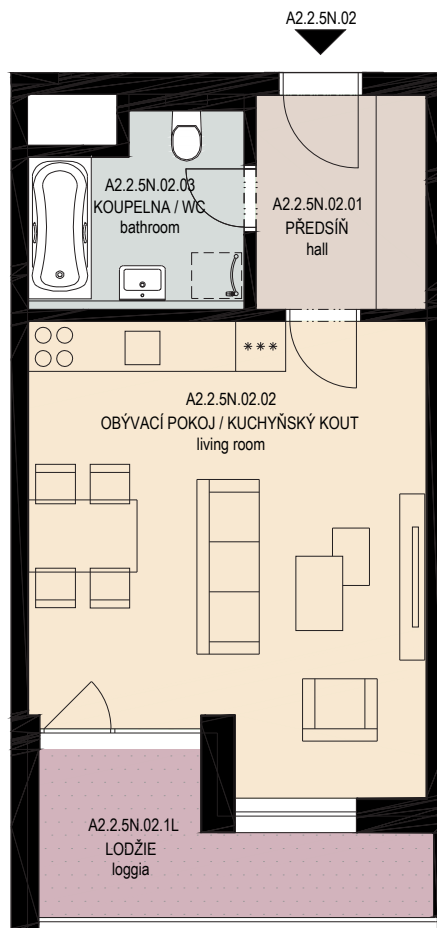 A2.2.5N.02
A2.2.5N.02.03
KOUPELNA / WC
bathroom
A2.2.5N.02.01
PŘEDSÍŇ
hall
***
A2.2.5N.02.02
OBÝVACÍ POKOJ / KUCHYŇSKÝ KOUT
living room
A2.2.5N.02.1L
LODŽIE
loggia